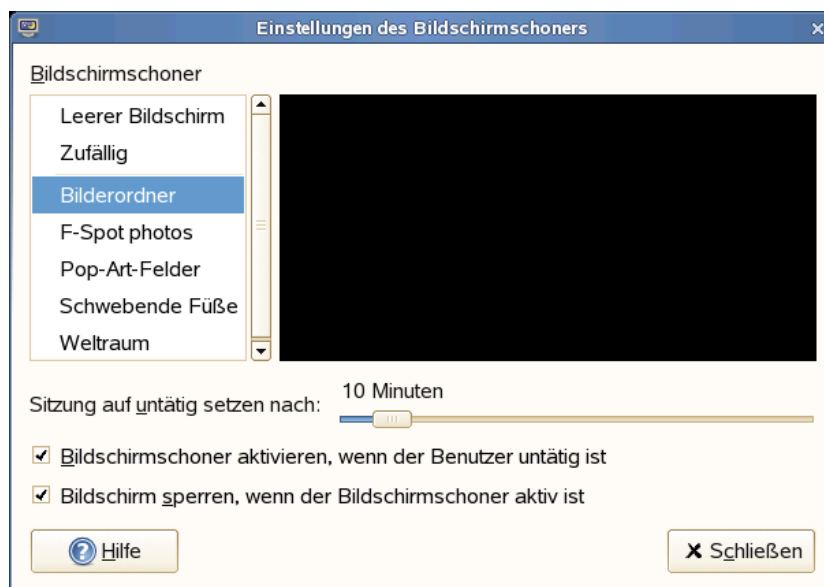 Einstellungen des Bildschirmschoners
Bildschirmschoner
Leerer Bildschirm
Zufällig
Bilderordner
F-Spot photos
Pop-Art-Felder
Schwebende Füße
Weltraum
10 Minuten
Sitzung auf untätig setzen nach:
Bildschirmschoner aktivieren, wenn der Benutzer untätig ist
Bildschirm sperren, wenn der Bildschirmschoner aktiv ist
Hilfe
Schließen